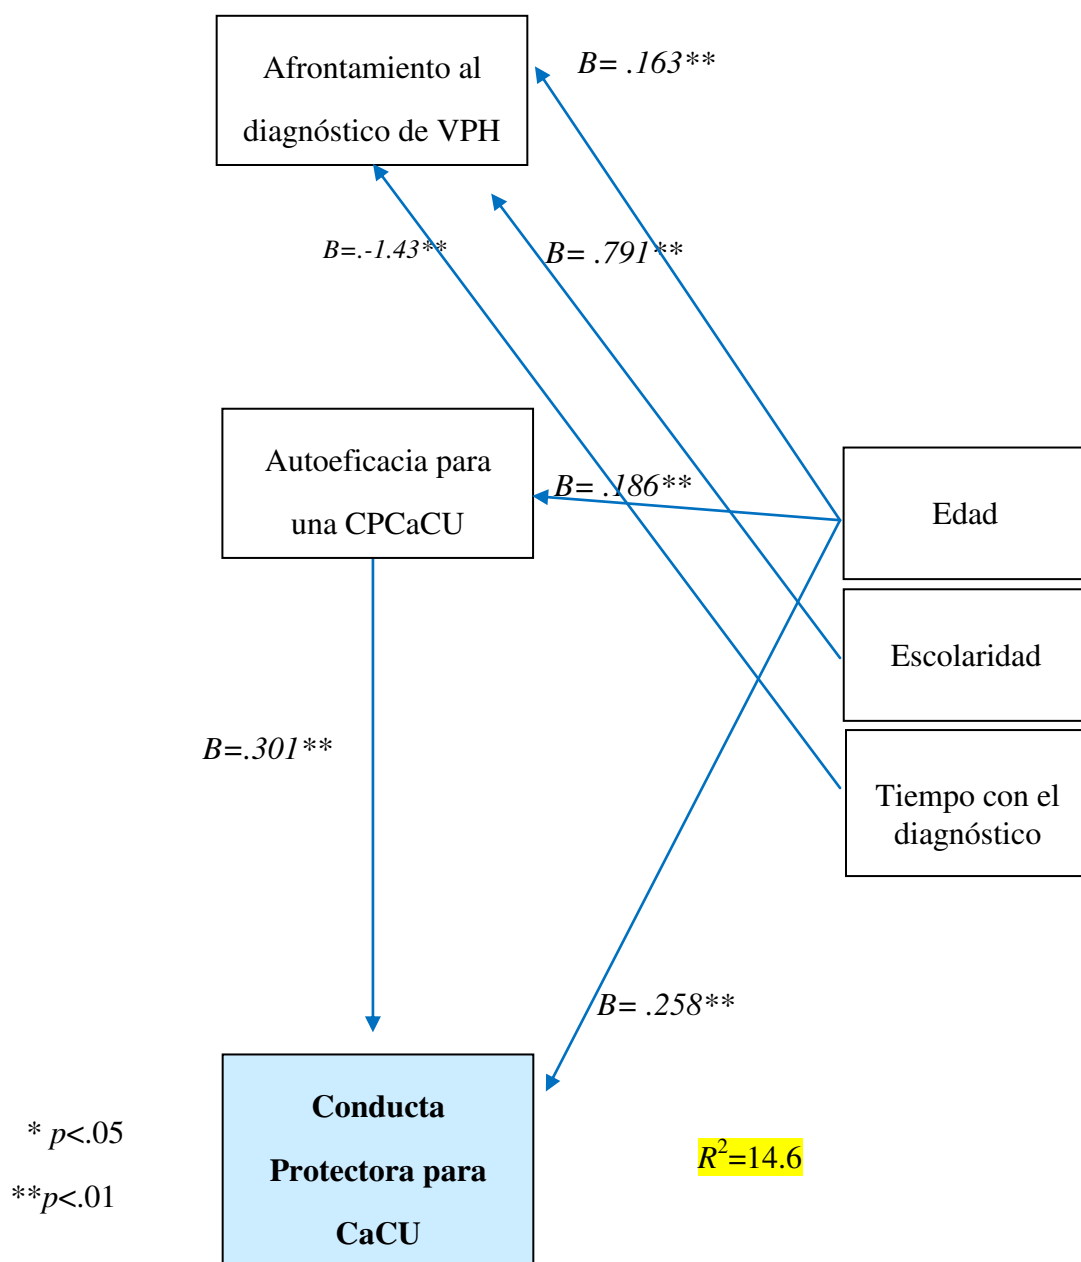 Afrontamiento al
diagnóstico de VPH
B= .163**
B=.-1.43**
B= .791**
Autoeficacia para
una CPCaCU
B= .186**
Edad
Escolaridad
B=.301**
Tiempo con el
diagnóstico
B= .258**
Conducta
Protectora para
CaCU
* p<.05
**p<.01
R²=14.6